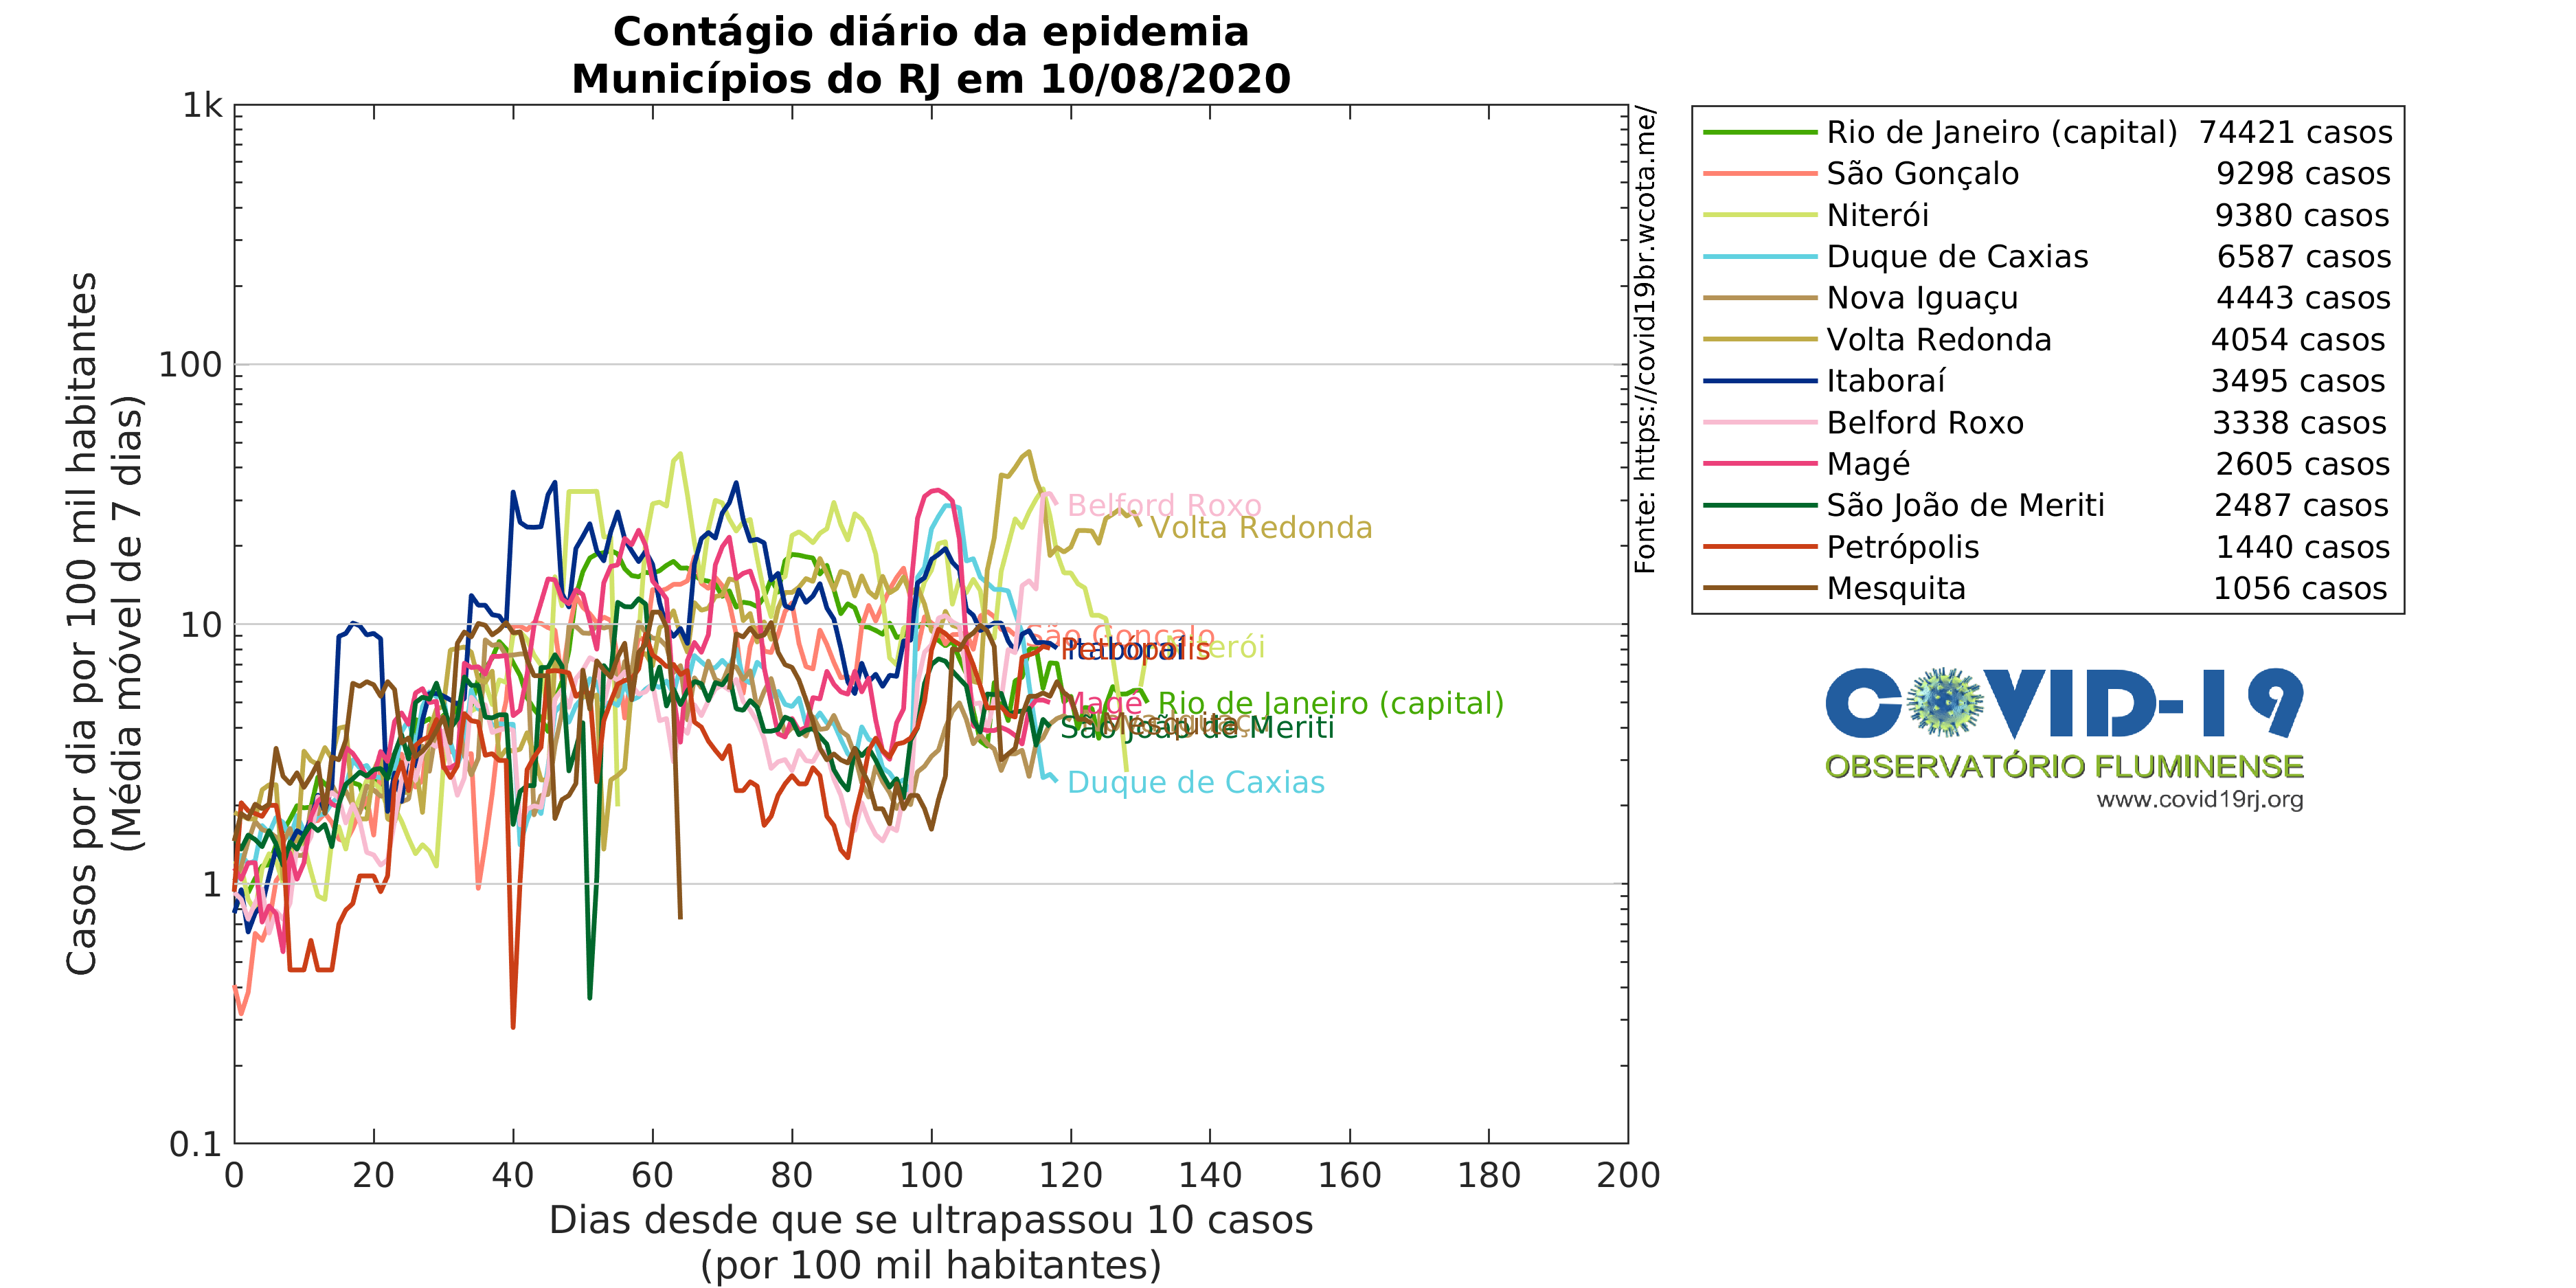 Contágio diário da epidemia
Municípios do RJ em 10/08/2020
Casos por dia por 100 mil habitantes
(Média móvel de 7 dias)
1k
100
10
1
0.1
0 20 40 60 80 100 120 140 160 180 200
Dias desde que se ultrapassou 10 casos
(por 100 mil habitantes)
Belford Roxo
Volta Redonda
São Gonçalo
Niterói
Itaboraí
Petrópolis
Magé
Rio de Janeiro (capital)
São João de Meriti
Duque de Caxias
Fonte: https://covid19br.wcota.me/
Rio de Janeiro (capital) 74421 casos
São Gonçalo 9298 casos
Niterói 9380 casos
Duque de Caxias 6587 casos
Nova Iguaçu 4443 casos
Volta Redonda 4054 casos
Itaboraí 3495 casos
Belford Roxo 3338 casos
Magé 2605 casos
São João de Meriti 2487 casos
Petrópolis 1440 casos
Mesquita 1056 casos
COVID-19
OBSERVATÓRIO FLUMINENSE
www.covid19rj.org